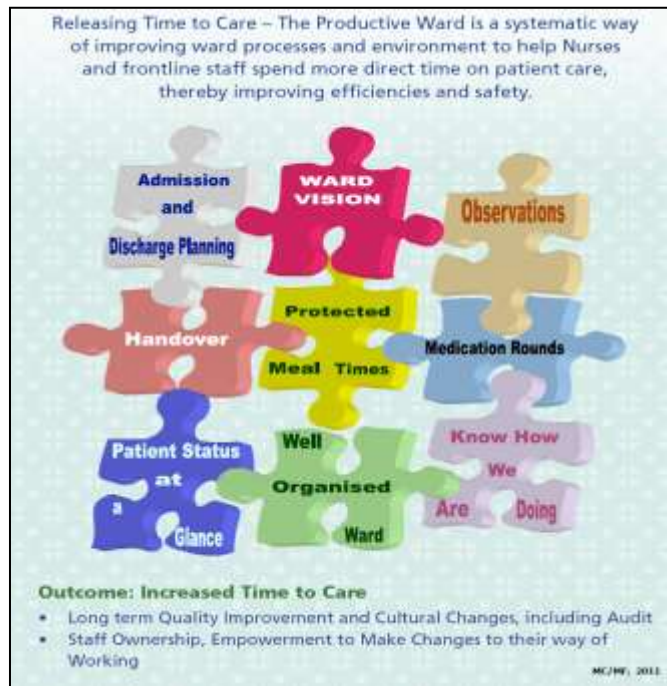 Releasing Time to Care – The Productive Ward is a systematic way
of improving ward processes and environment to help Nurses
and frontline staff spend more direct time on patient care,
thereby improving efficiencies and safety.
Admission
and
Discharge Planning
WARD
VISION
Observations
Handover
Protected
Meal Times
Medication Rounds
Patient Status
at
a
Glance
Well
Organised
Ward
Know How
We
Are Doing
Outcome: Increased Time to Care
• Long term Quality Improvement and Cultural Changes, including Audit
• Staff Ownership, Empowerment to Make Changes to their way of
Working
MC/MF, 2011